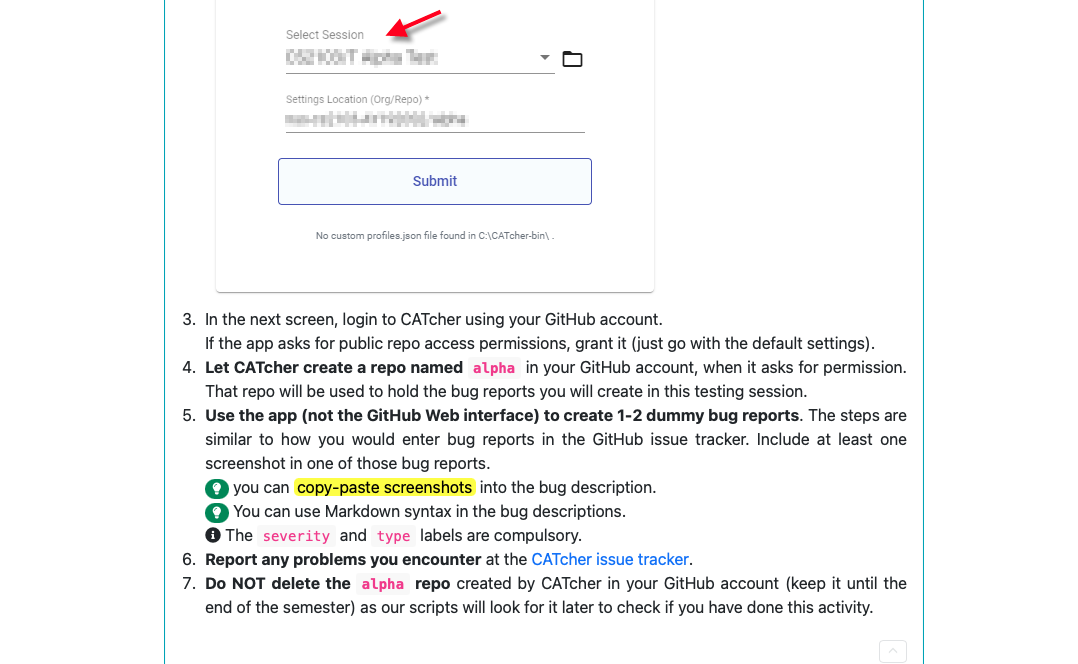 Select Session
Settings Location (Org/Repo) *
Submit
No custom profiles.json file found in C:\CATcher-bin\ .
3. In the next screen, login to CATcher using your GitHub account.
If the app asks for public repo access permissions, grant it (just go with the default settings).
4. Let CATcher create a repo named alpha in your GitHub account, when it asks for permission.
That repo will be used to hold the bug reports you will create in this testing session.
5. Use the app (not the GitHub Web interface) to create 1-2 dummy bug reports. The steps are
similar to how you would enter bug reports in the GitHub issue tracker. Include at least one
screenshot in one of those bug reports.
you can copy-paste screenshots into the bug description.
You can use Markdown syntax in the bug descriptions.
The severity and type labels are compulsory.
6. Report any problems you encounter at the CATcher issue tracker.
7. Do NOT delete the alpha repo created by CATcher in your GitHub account (keep it until the
end of the semester) as our scripts will look for it later to check if you have done this activity.